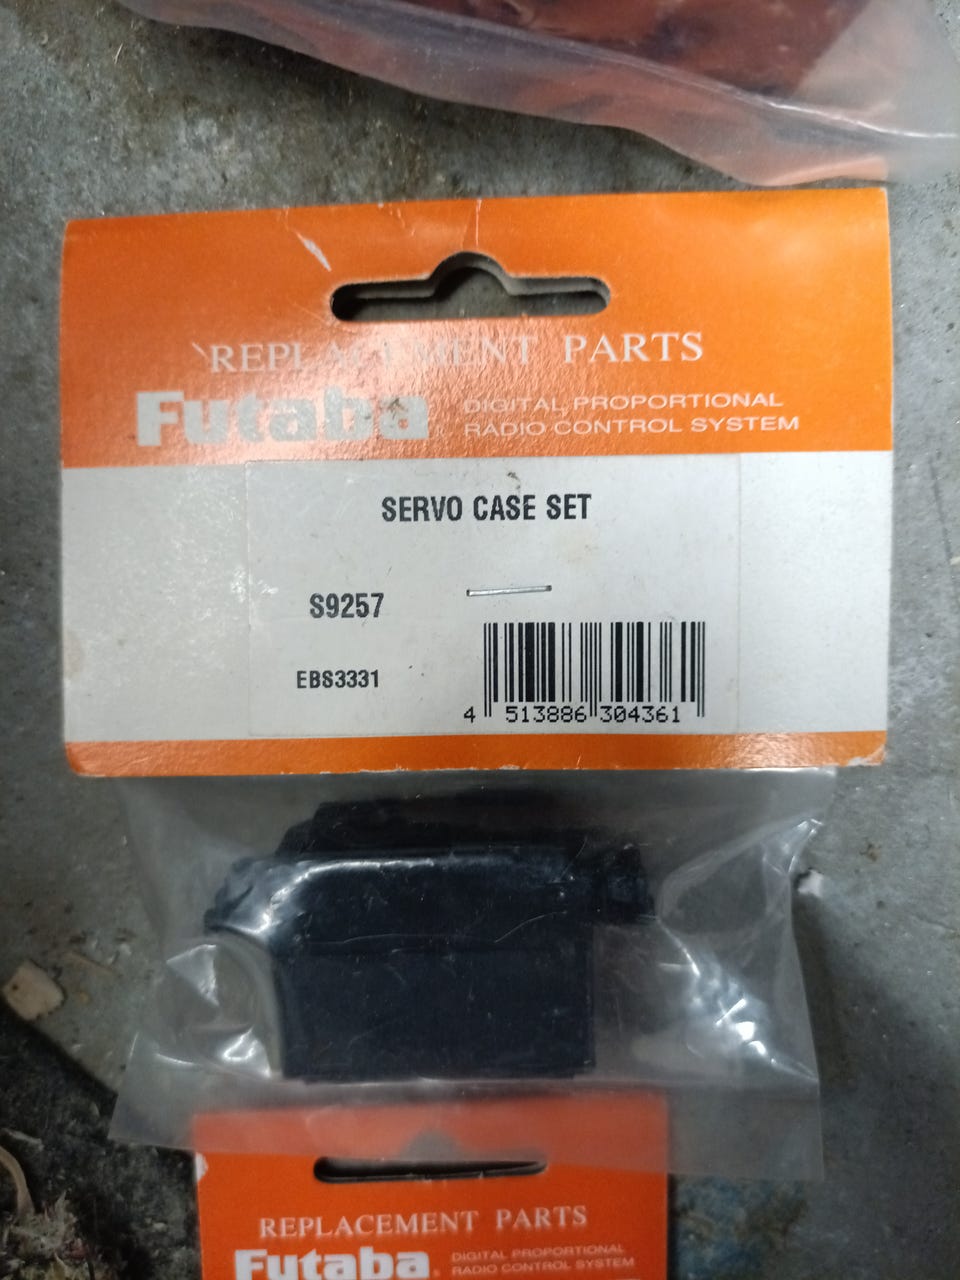 REPLACEMENT PARTS
Futaba DIGITAL PROPORTIONAL
RADIO CONTROL SYSTEM
SERVO CASE SET
S9257
EBS3331
4 513886 304361
REPLACEMENT PARTS
Futaba DIGITAL PROPORTIONAL
RADIO CONTROL SYSTEM